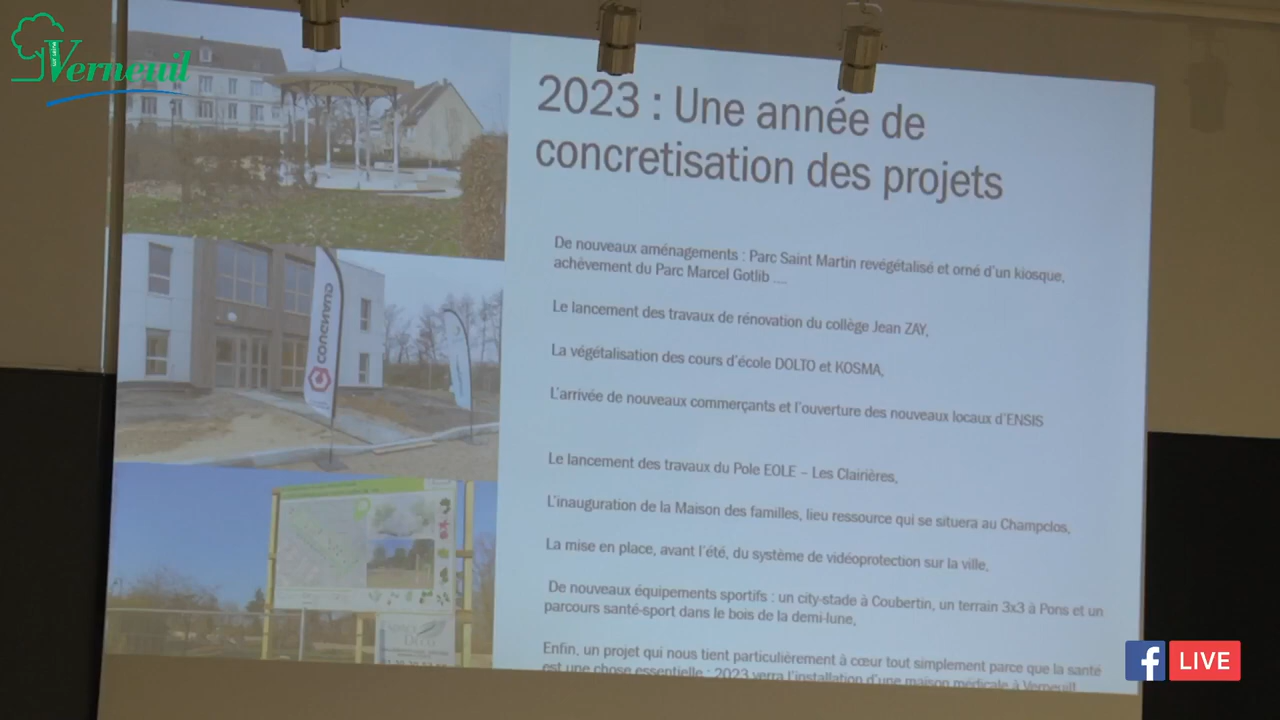 Verneuil
sur seine
2023 : Une année de
concretisation des projets
De nouveaux aménagements : Parc Saint Martin revégétalisé et orné d'un kiosque,
achèvement du Parc Marcel Gotlib ....
Le lancement des travaux de rénovation du collège Jean ZAY,
La végétalisation des cours d'école DOLTO et KOSMA,
L'arrivée de nouveaux commerçants et l'ouverture des nouveaux locaux d'ENSIS
Le lancement des travaux du Pole EOLE – Les Clairières,
L'inauguration de la Maison des familles, lieu ressource qui se situera au Champclos,
La mise en place, avant l'été, du système de vidéoprotection sur la ville,
De nouveaux équipements sportifs : un city-stade à Coubertin, un terrain 3x3 à Pons et un
parcours santé-sport dans le bois de la demi-lune,
Enfin, un projet qui nous tient particulièrement à cœur tout simplement parce que la santé
est une chose essentielle : 2023 verra l'installation d'une maison médicale à Verneuil
f LIVE